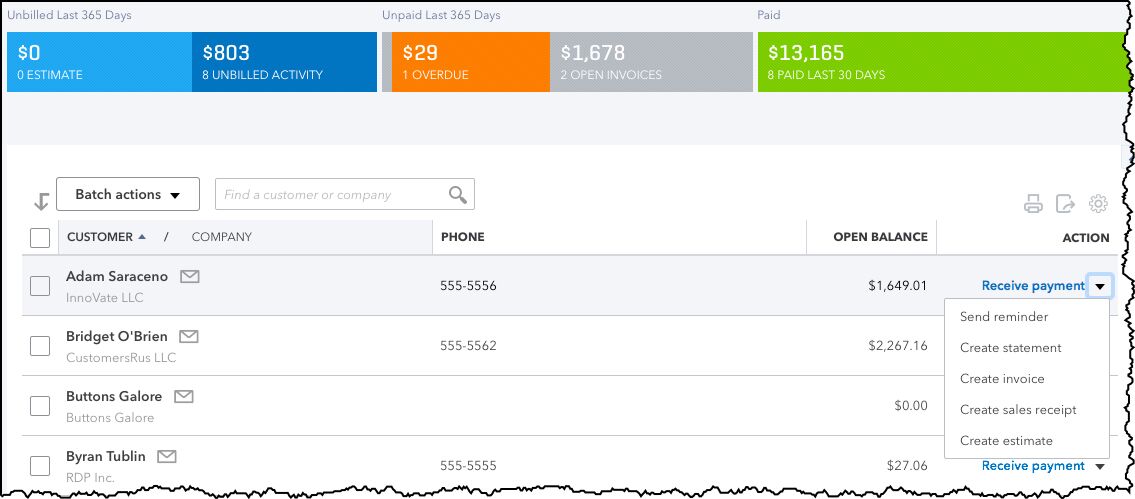 Unbilled Last 365 Days
Unpaid Last 365 Days
Paid
$0
0 ESTIMATE
$803
8 UNBILLED ACTIVITY
$29
1 OVERDUE
$1,678
2 OPEN INVOICES
$13,165
8 PAID LAST 30 DAYS
Batch actions
Find a customer or company
CUSTOMER / COMPANY PHONE OPEN BALANCE ACTION
Adam Saraceno
InnoVate LLC
555-5556 $1,649.01 Receive payment
Send reminder
Create statement
Create invoice
Create sales receipt
Create estimate
Bridget O'Brien
CustomersRus LLC
555-5562 $2,267.16
Buttons Galore
Buttons Galore
$0.00
Byran Tublin
RDP Inc.
555-5555 $27.06 Receive payment